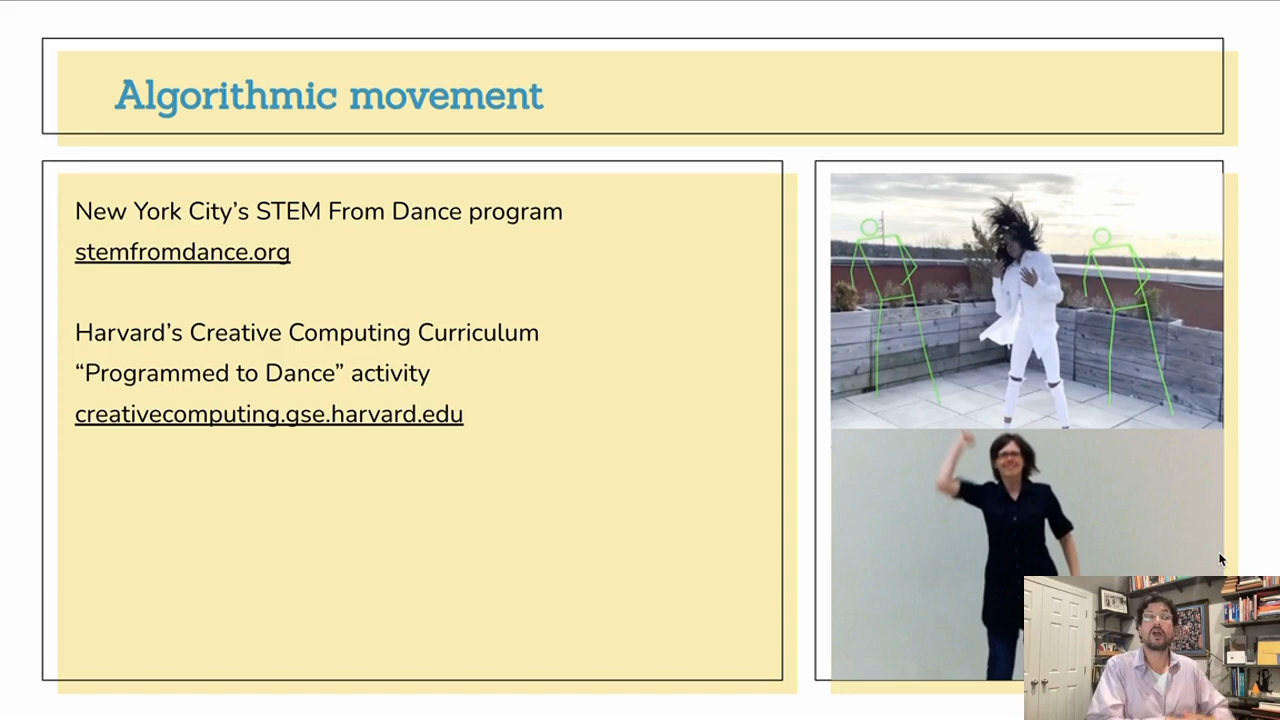 Algorithmic movement
New York City’s STEM From Dance program
stemfromdance.org
Harvard’s Creative Computing Curriculum
“Programmed to Dance” activity
creativecomputing.gse.harvard.edu